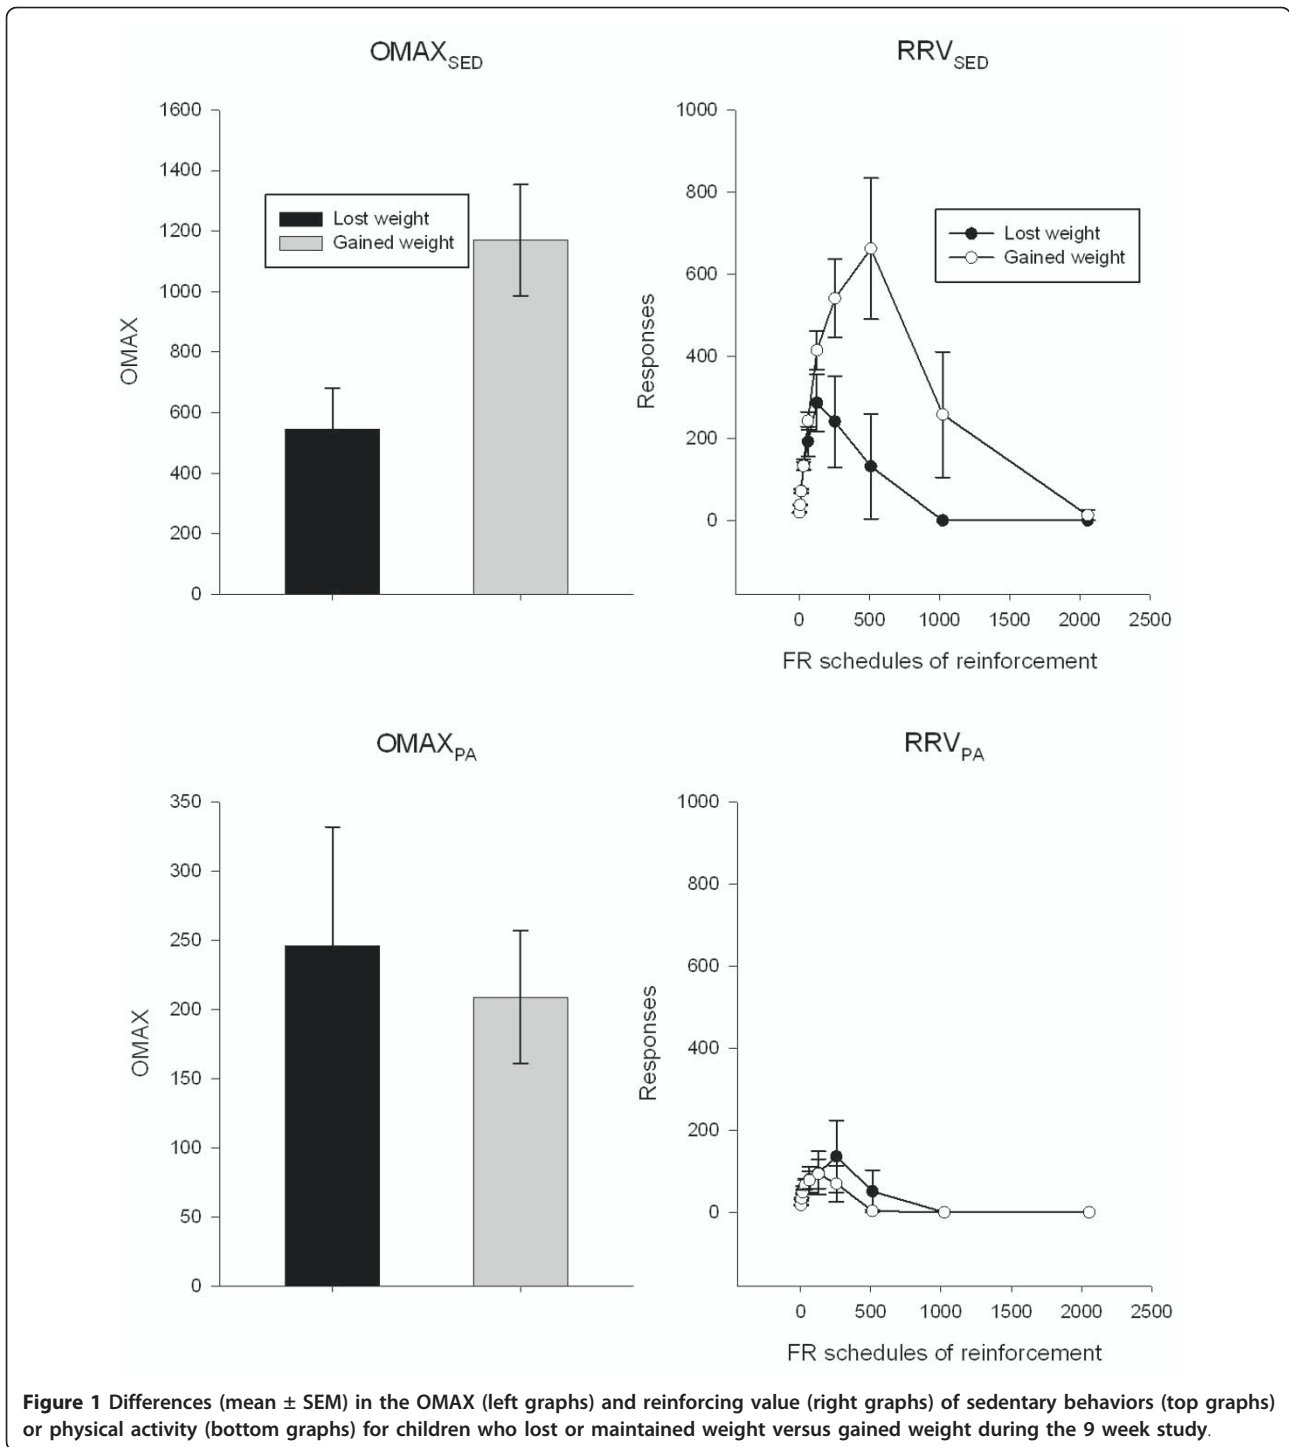 OMAXSED
RRVSED
1600
1400
1200
1000
800
600
400
200
0
OMAX
Lost weight
Gained weight
1000
800
600
400
200
0
Responses
Lost weight
Gained weight
0 500 1000 1500 2000 2500
FR schedules of reinforcement
OMAXPA
RRVPA
350
300
250
200
150
100
50
0
OMAX
1000
800
600
400
200
0
Responses
0 500 1000 1500 2000 2500
FR schedules of reinforcement
Figure 1 Differences (mean ± SEM) in the OMAX (left graphs) and reinforcing value (right graphs) of sedentary behaviors (top graphs)
or physical activity (bottom graphs) for children who lost or maintained weight versus gained weight during the 9 week study.